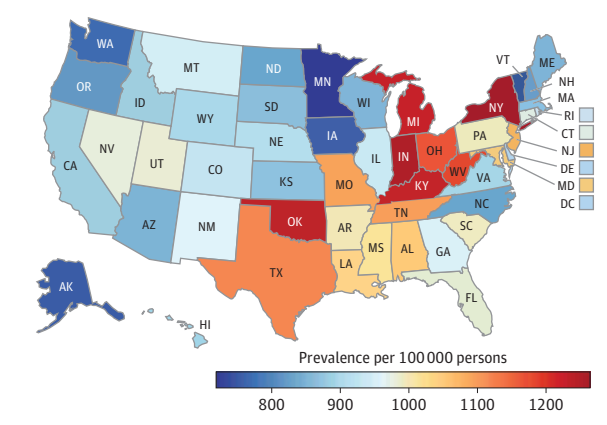 WA
MT
ND
MN
VT
ME
OR
ID
SD
WI
MI
NY
NH
MA
RI
CT
NJ
DE
MD
DC
WY
NE
IA
PA
NV
UT
CO
IL
IN
OH
WV
VA
CA
KS
MO
KY
NC
AZ
NM
OK
AR
TN
SC
TX
LA
MS
AL
GA
FL
AK
HI
Prevalence per 100 000 persons
800 900 1000 1100 1200